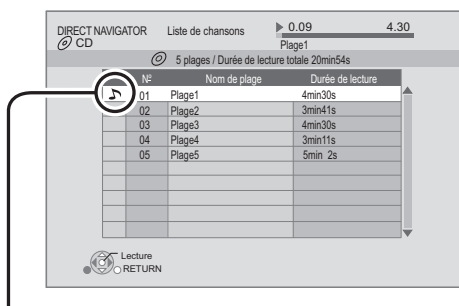 DIRECT NAVIGATOR Liste de chansons 0.09 4.30
CD Plage1
5 plages / Durée de lecture totale 20min54s
Nº Nom de plage Durée de lecture
01 Plage1 4min30s
02 Plage2 3min41s
03 Plage3 4min30s
04 Plage4 3min11s
05 Plage5 5min 2s
Lecture
RETURN